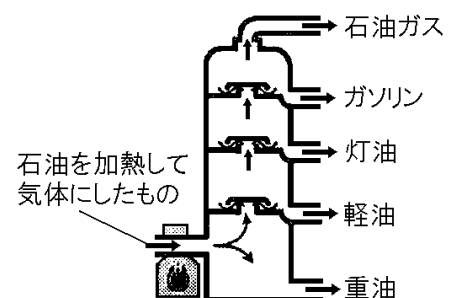 石油ガス
ガソリン
灯油
石油を加熱して
気体にしたもの
軽油
重油